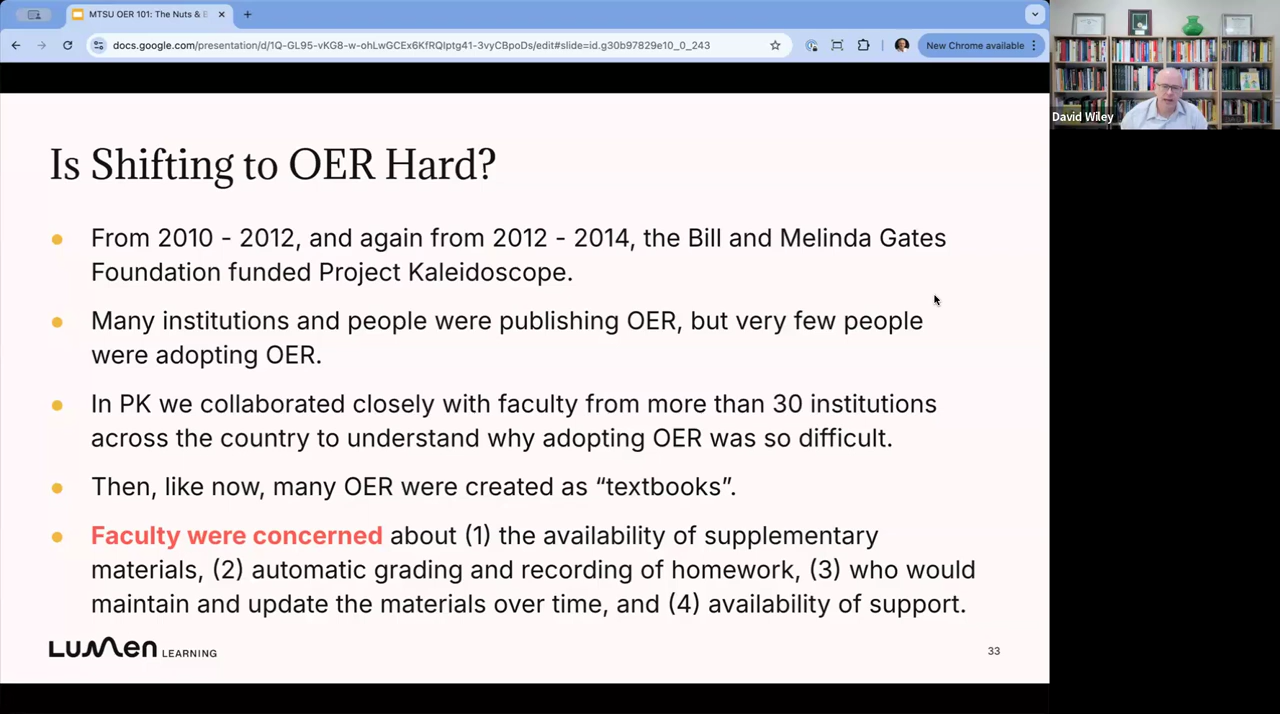 MTSU OER 101: The Nuts & B
docs.google.com/presentation/d/1Q-GL95-vKG8-w-ohLwGCEx6KfRQlptg41-3vyCBpoDs/edit#slide=id.g30b97829e10_0_243
New Chrome available
David Wiley
Is Shifting to OER Hard?
From 2010 - 2012, and again from 2012 - 2014, the Bill and Melinda Gates
Foundation funded Project Kaleidoscope.
Many institutions and people were publishing OER, but very few people
were adopting OER.
In PK we collaborated closely with faculty from more than 30 institutions
across the country to understand why adopting OER was so difficult.
Then, like now, many OER were created as “textbooks”.
Faculty were concerned about (1) the availability of supplementary
materials, (2) automatic grading and recording of homework, (3) who would
maintain and update the materials over time, and (4) availability of support.
Lumen LEARNING
33